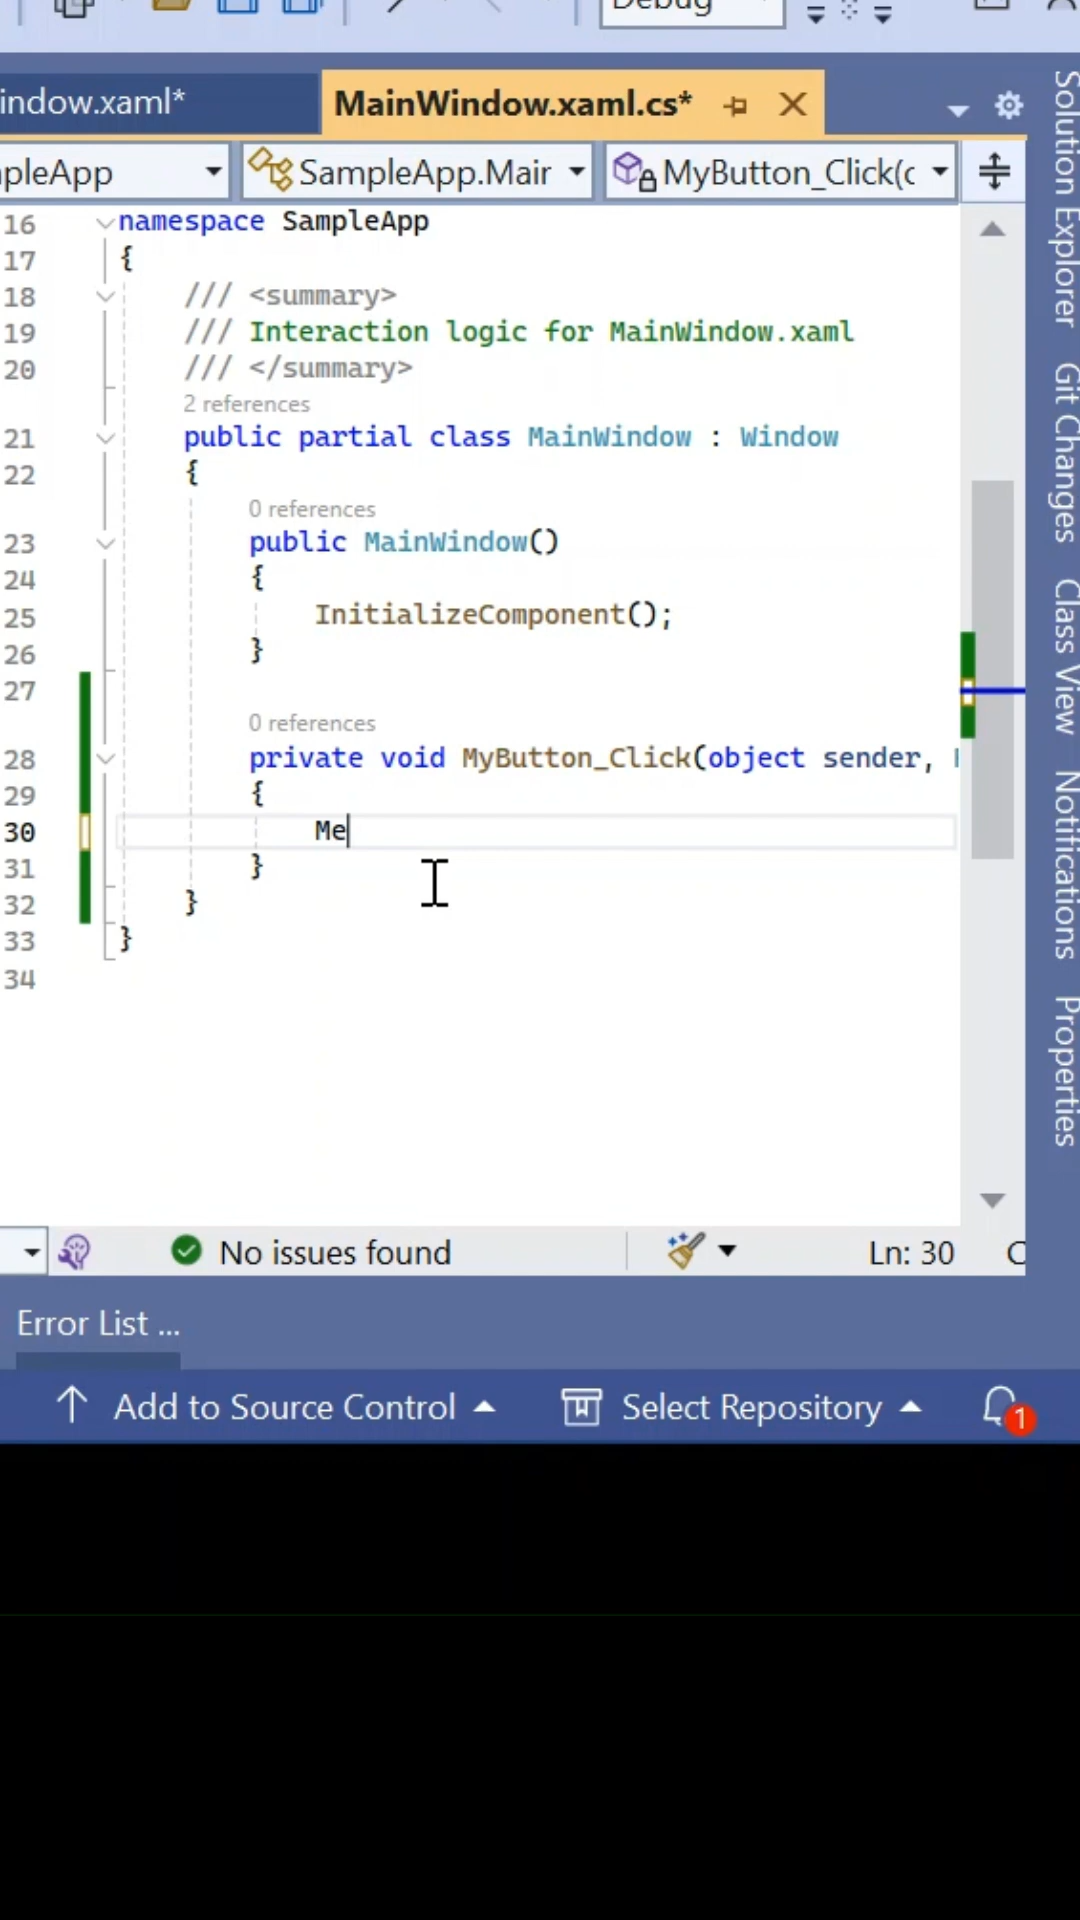 Debug
indow.xaml*
MainWindow.xaml.cs*
pleApp
SampleApp.Mair
MyButton_Click(c
16 namespace SampleApp
17 {
18 /// <summary>
19 /// Interaction logic for MainWindow.xaml
20 /// </summary>
2 references
21 public partial class MainWindow : Window
22 {
0 references
23 public MainWindow()
24 {
25 InitializeComponent();
26 }
27
0 references
28 private void MyButton_Click(object sender,
29 {
30 Me
31 }
32 }
33 }
34
No issues found
Ln: 30
Error List ...
Add to Source Control
Select Repository
1
Solution Explorer
Git Changes
Class View
Notifications
Properties